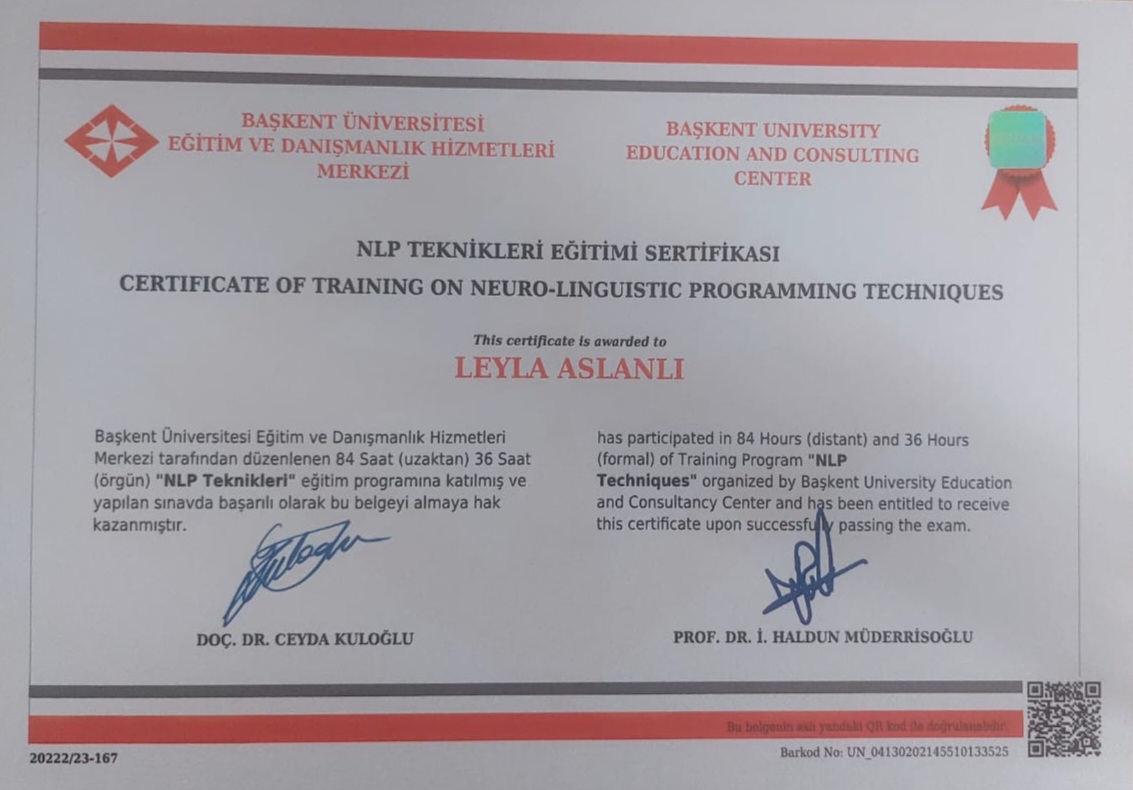 BAŞKENT ÜNİVERSİTESİ
EĞİTİM VE DANIŞMANLIK HİZMETLERİ
MERKEZİ
BAŞKENT UNIVERSITY
EDUCATION AND CONSULTING
CENTER
NLP TEKNİKLERİ EĞİTİMİ SERTİFİKASI
CERTIFICATE OF TRAINING ON NEURO-LINGUISTIC PROGRAMMING TECHNIQUES
This certificate is awarded to
LEYLA ASLANLI
Başkent Üniversitesi Eğitim ve Danışmanlık Hizmetleri
Merkezi tarafından düzenlenen 84 Saat (uzaktan) 36 Saat
(örgün) "NLP Teknikleri" eğitim programına katılmış ve
yapılan sınavda başarılı olarak bu belgeyi almaya hak
kazanmıştır.
has participated in 84 Hours (distant) and 36 Hours
(formal) of Training Program "NLP
Techniques" organized by Başkent University Education
and Consultancy Center and has been entitled to receive
this certificate upon successfully passing the exam.
DOÇ. DR. CEYDA KULOĞLU
PROF. DR. İ. HALDUN MÜDERRİSOĞLU
Bu belgenin aslı yandaki QR kod ile doğrulanabilir.
20222/23-167
Barkod No: UN_04130202145510133525